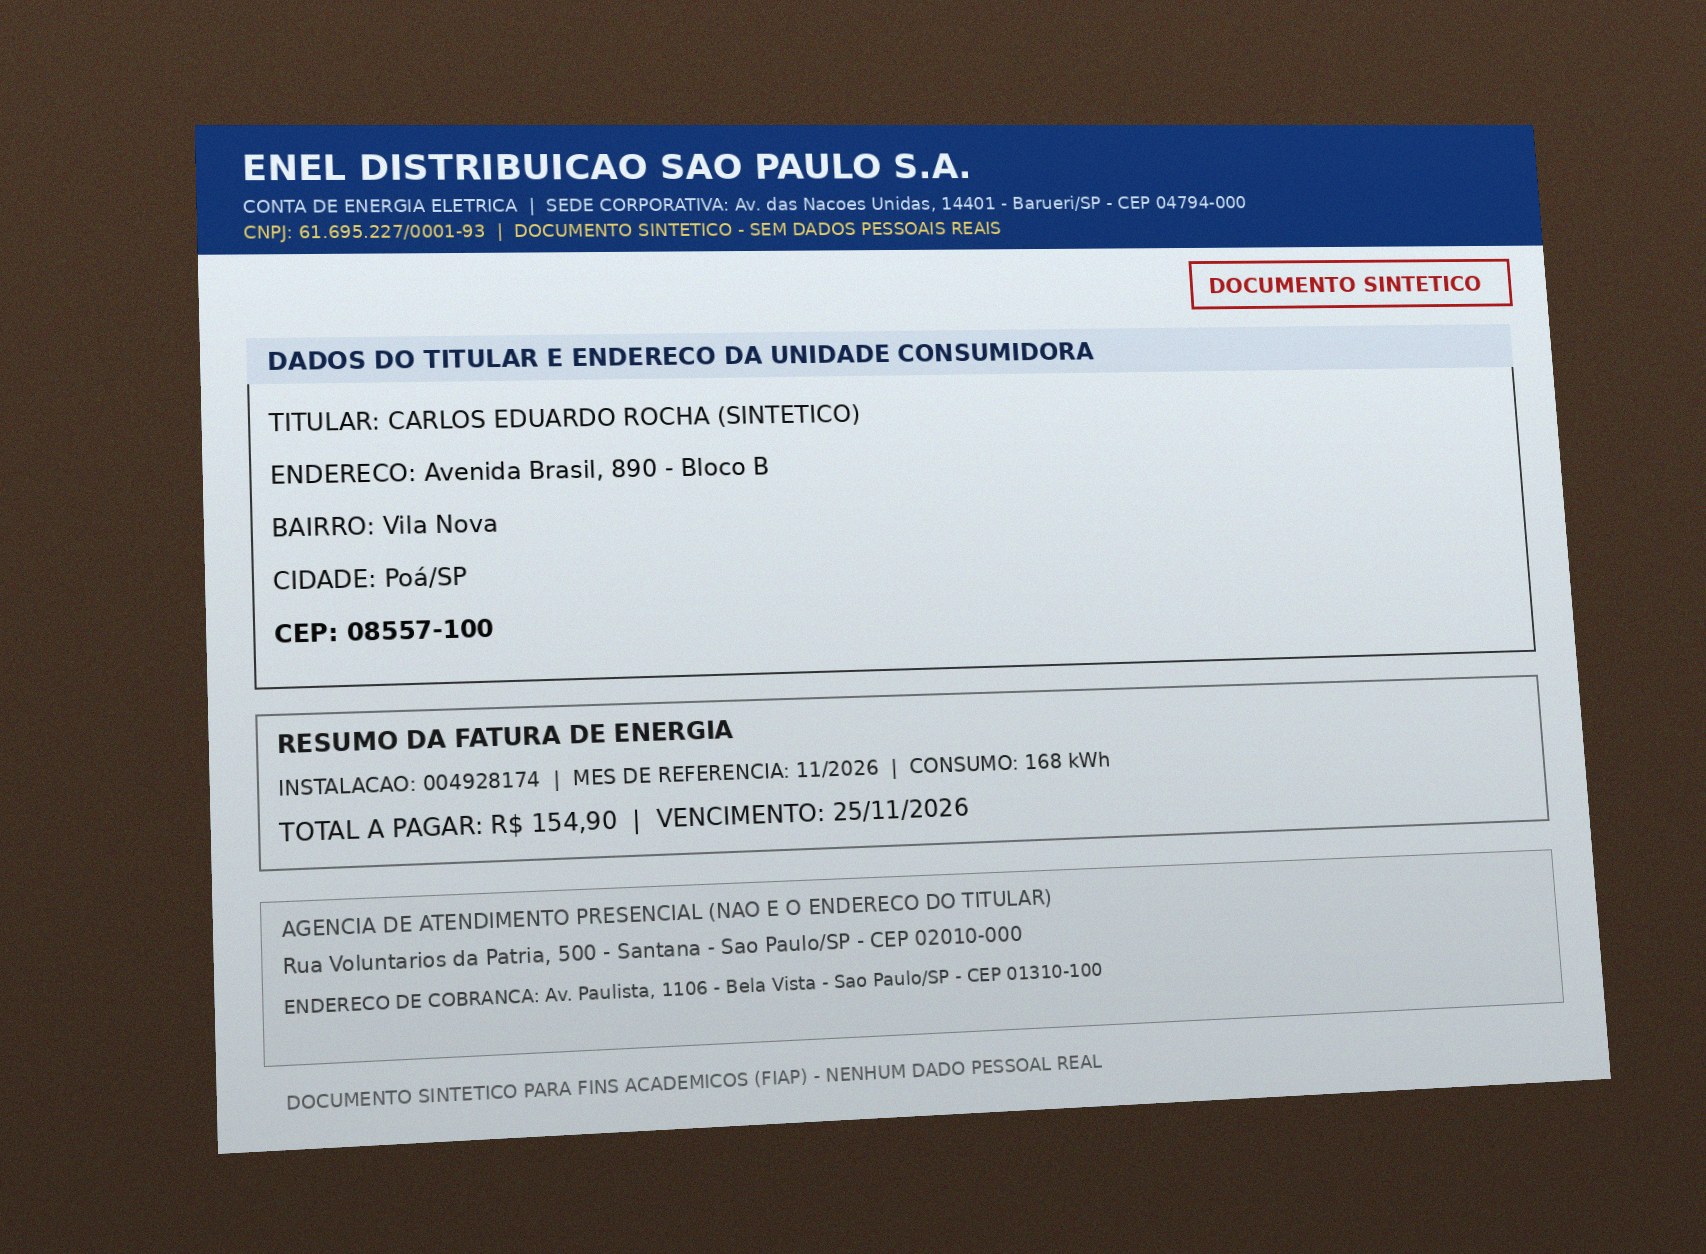 ENEL DISTRIBUICAO SAO PAULO S.A.
CONTA DE ENERGIA ELETRICA | SEDE CORPORATIVA: Av. das Nacoes Unidas, 14401 - Barueri/SP - CEP 04794-000
CNPJ: 61.695.227/0001-93 | DOCUMENTO SINTETICO - SEM DADOS PESSOAIS REAIS
DOCUMENTO SINTETICO
DADOS DO TITULAR E ENDERECO DA UNIDADE CONSUMIDORA
TITULAR: CARLOS EDUARDO ROCHA (SINTETICO)
ENDERECO: Avenida Brasil, 890 - Bloco B
BAIRRO: Vila Nova
CIDADE: Poá/SP
CEP: 08557-100
RESUMO DA FATURA DE ENERGIA
INSTALACAO: 004928174 | MES DE REFERENCIA: 11/2026 | CONSUMO: 168 kWh
TOTAL A PAGAR: R$ 154,90 | VENCIMENTO: 25/11/2026
AGENCIA DE ATENDIMENTO PRESENCIAL (NAO E O ENDERECO DO TITULAR)
Rua Voluntarios da Patria, 500 - Santana - Sao Paulo/SP - CEP 02010-000
ENDERECO DE COBRANCA: Av. Paulista, 1106 - Bela Vista - Sao Paulo/SP - CEP 01310-100
DOCUMENTO SINTETICO PARA FINS ACADEMICOS (FIAP) - NENHUM DADO PESSOAL REAL